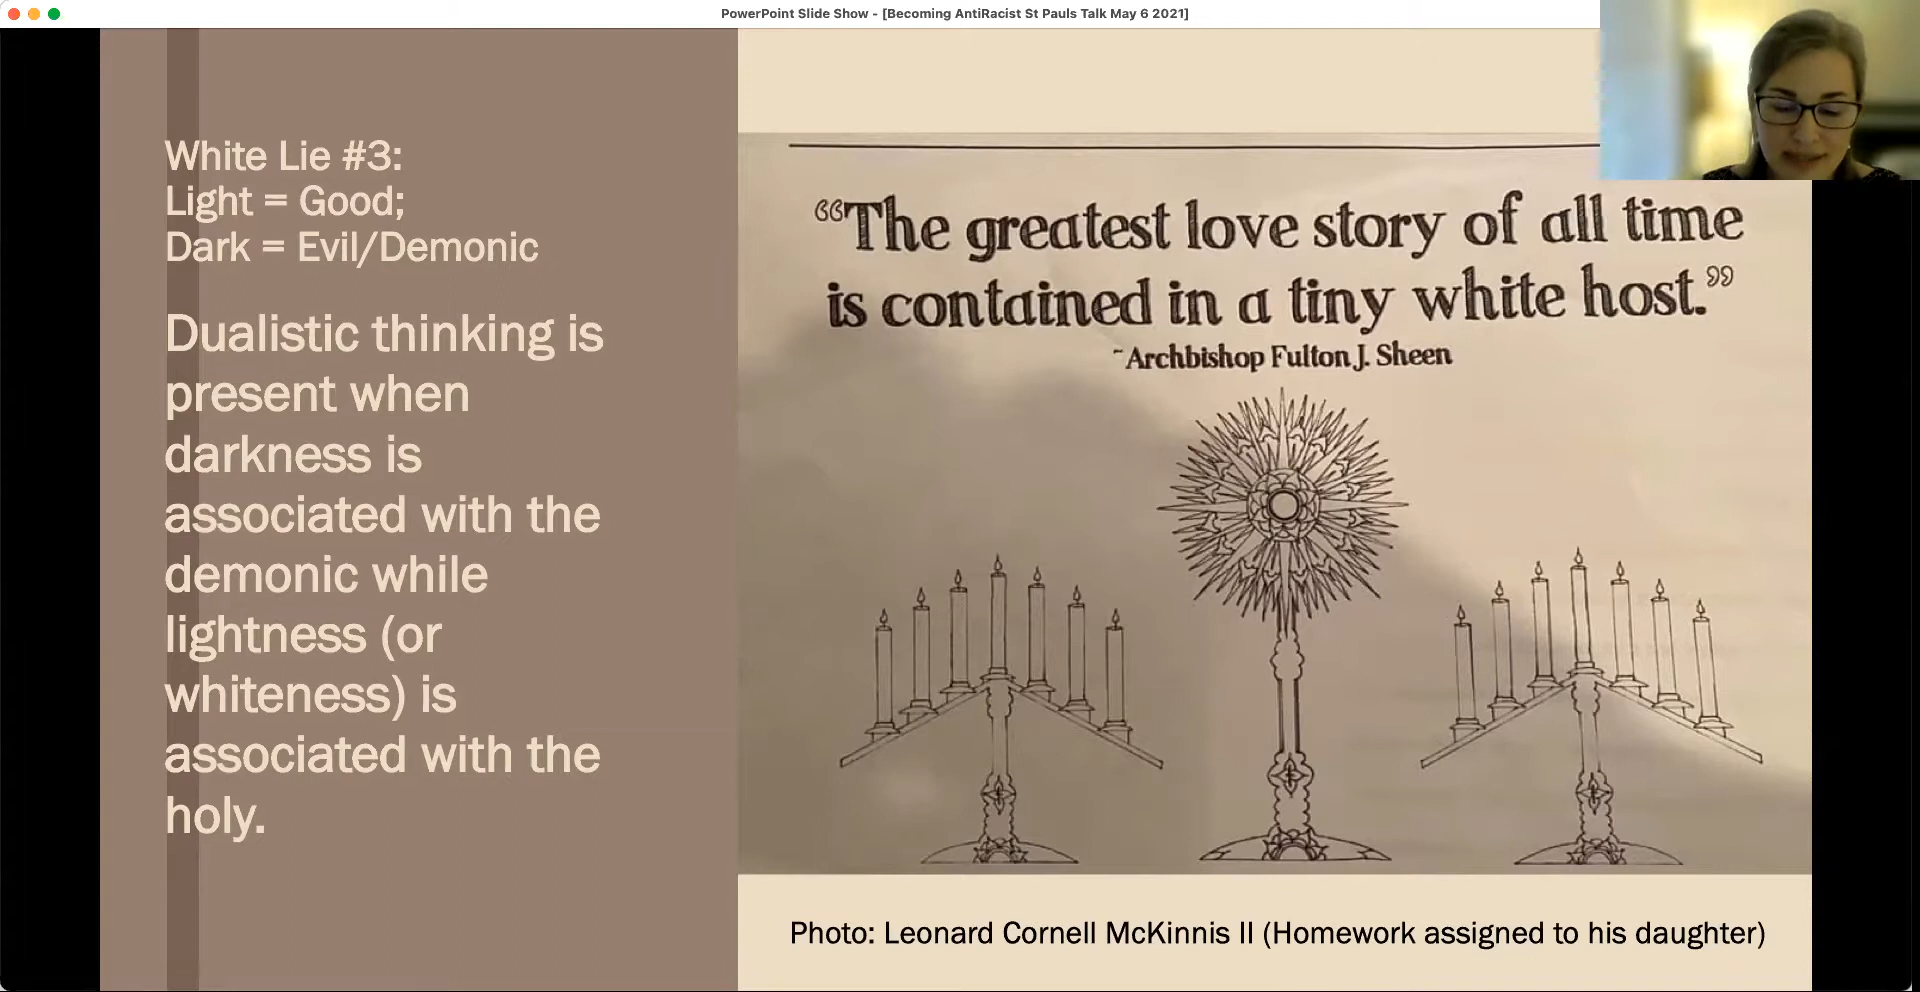 PowerPoint Slide Show - [Becoming AntiRacist St Pauls Talk May 6 2021]
White Lie #3:
Light = Good;
Dark = Evil/Demonic
Dualistic thinking is
present when
darkness is
associated with the
demonic while
lightness (or
whiteness) is
associated with the
holy.
“The greatest love story of all time
is contained in a tiny white host.”
~Archbishop Fulton J. Sheen
Photo: Leonard Cornell McKinnis II (Homework assigned to his daughter)